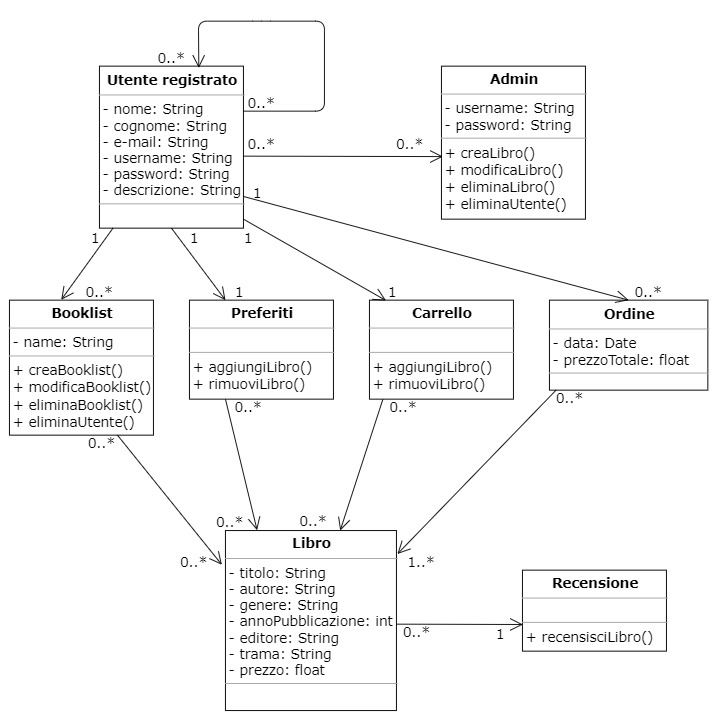 0..*
Utente registrato
- nome: String
- cognome: String
- e-mail: String
- username: String
- password: String
- descrizione: String
0..*
0..*
0..*
1
Admin
- username: String
- password: String
+ creaLibro()
+ modificaLibro()
+ eliminaLibro()
+ eliminaUtente()
1
1
1
0..*
1
1
0..*
Booklist
- name: String
+ creaBooklist()
+ modificaBooklist()
+ eliminaBooklist()
+ eliminaUtente()
0..*
Preferiti
+ aggiungiLibro()
+ rimuoviLibro()
0..*
Carrello
+ aggiungiLibro()
+ rimuoviLibro()
0..*
Ordine
- data: Date
- prezzoTotale: float
0..*
0..*
0..*
0..*
1..*
Libro
- titolo: String
- autore: String
- genere: String
- annoPubblicazione: int
- editore: String
- trama: String
- prezzo: float
0..*
1
Recensione
+ recensisciLibro()